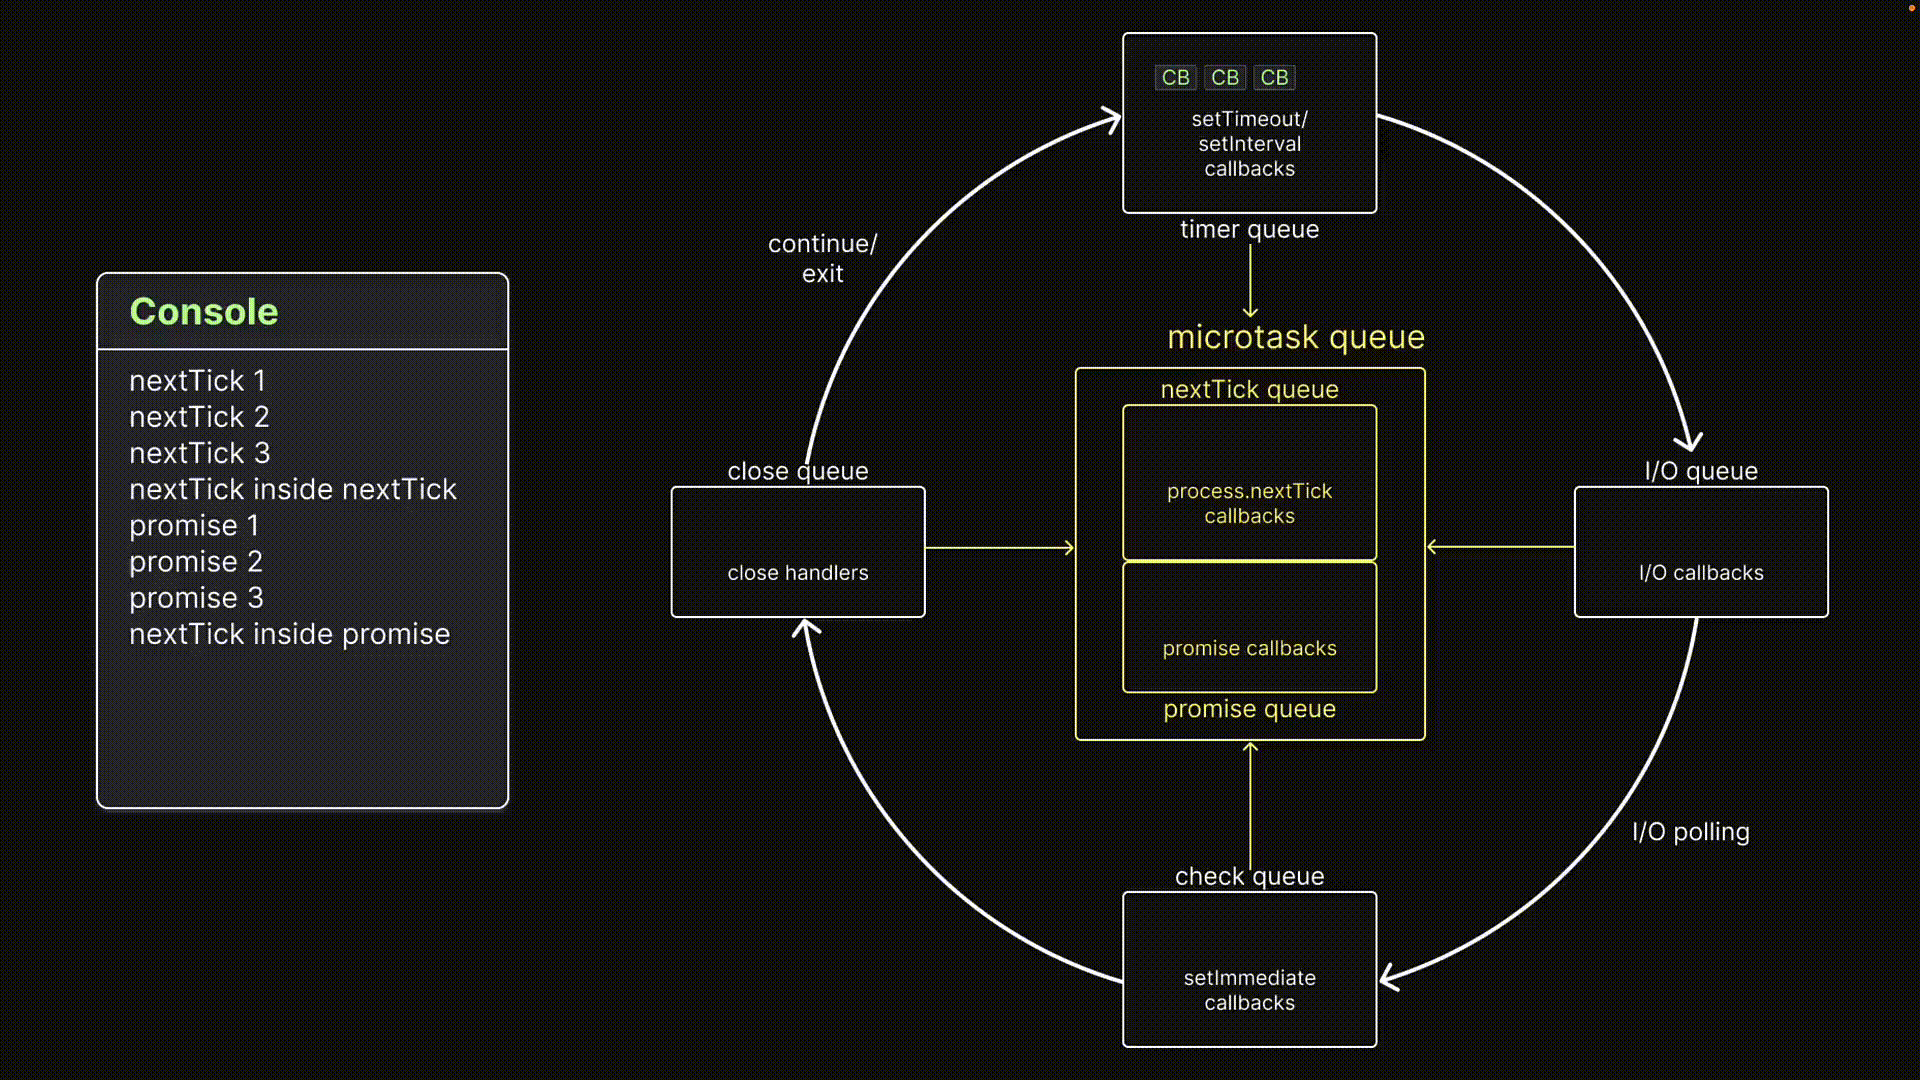 Console
nextTick 1
nextTick 2
nextTick 3
nextTick inside nextTick
promise 1
promise 2
promise 3
nextTick inside promise
CB CB CB
setTimeout/
setInterval
callbacks
timer queue
continue/
exit
microtask queue
nextTick queue
process.nextTick
callbacks
promise callbacks
promise queue
close queue
close handlers
I/O queue
I/O callbacks
I/O polling
check queue
setImmediate
callbacks